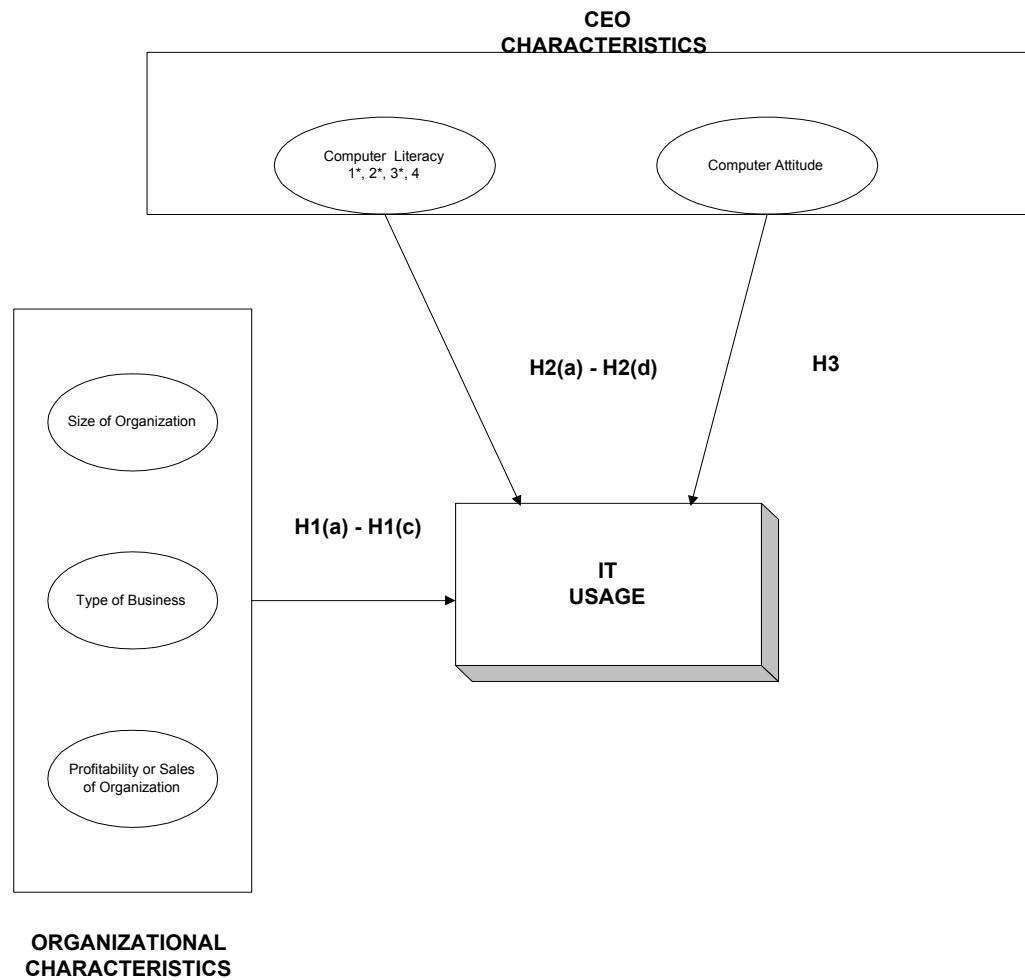 CEO
CHARACTERISTICS
Computer Literacy
1*, 2*, 3*, 4
Computer Attitude
H2(a) - H2(d)
H3
Size of Organization
H1(a) - H1(c)
IT
USAGE
Type of Business
Profitability or Sales
of Organization
ORGANIZATIONAL
CHARACTERISTICS